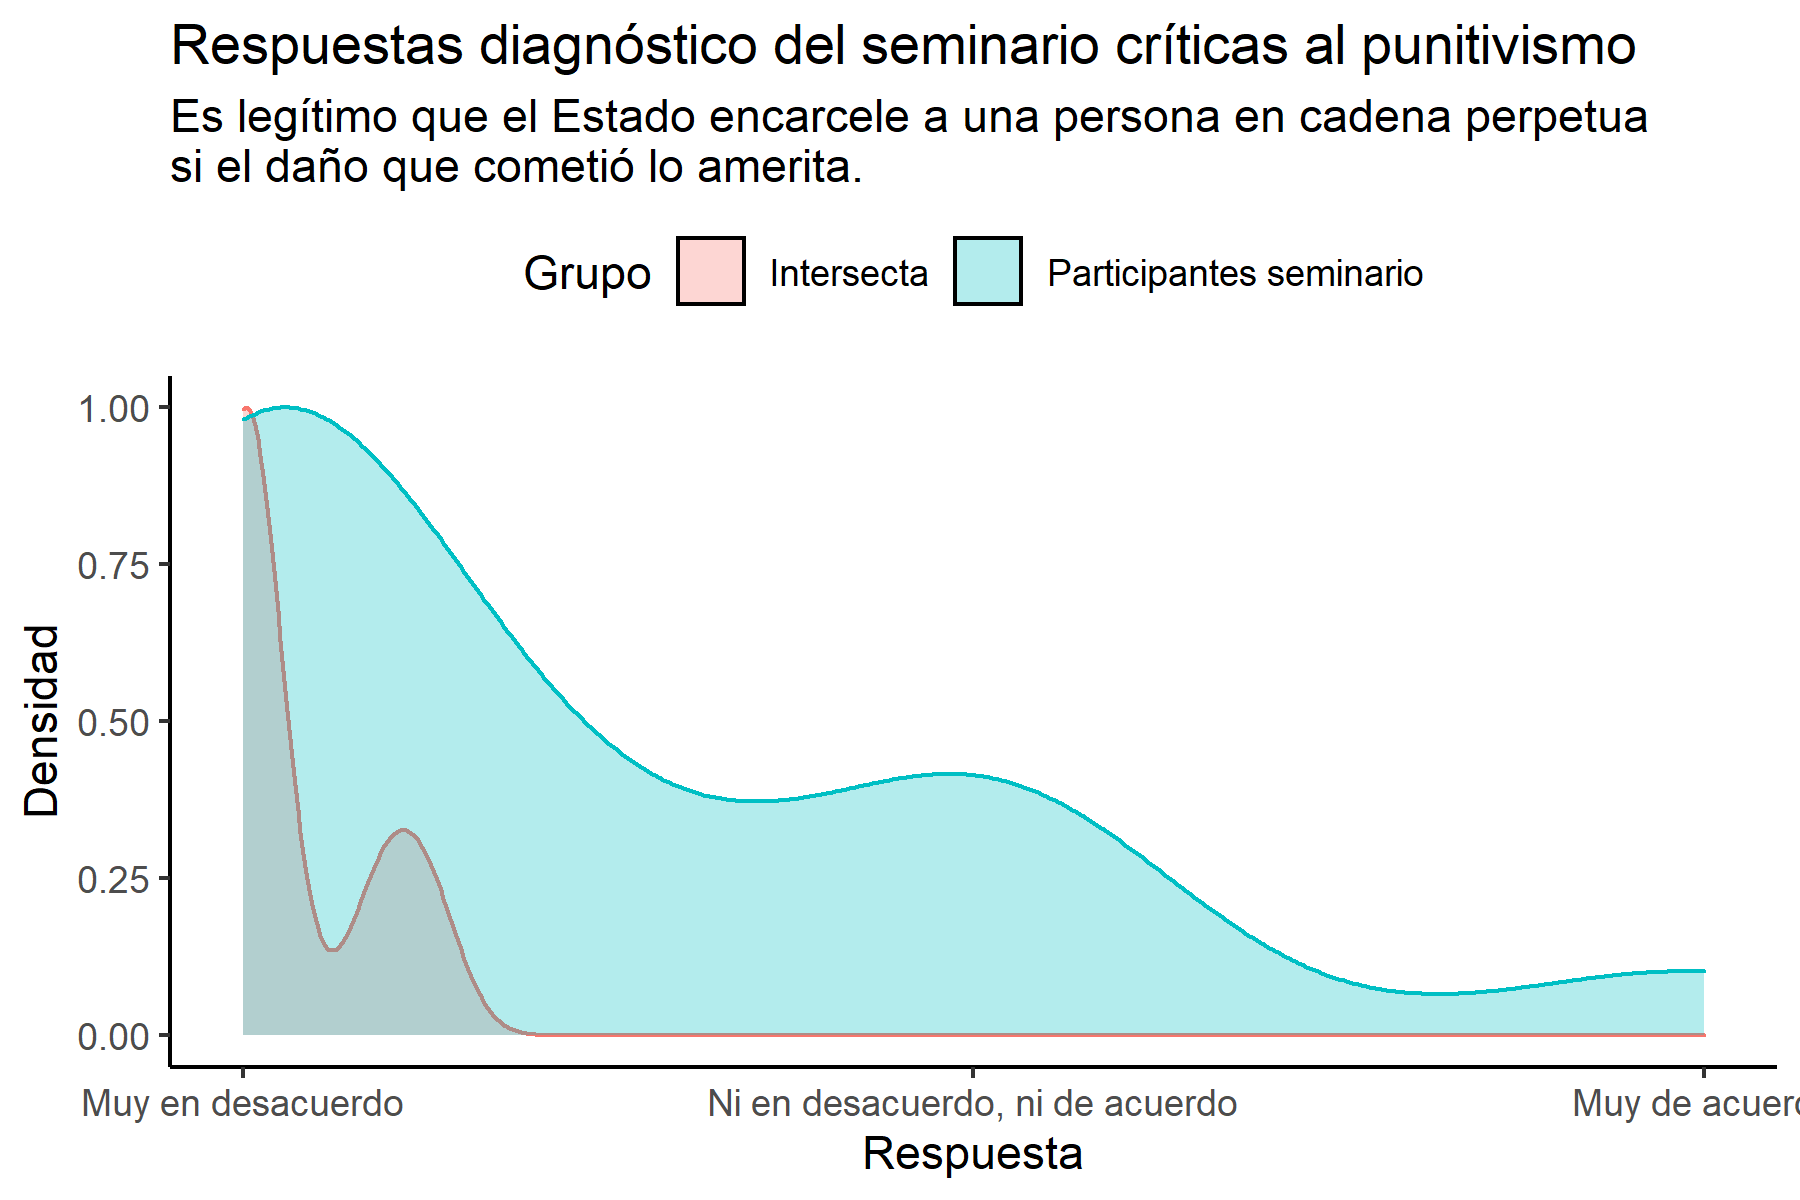 Respuestas diagnóstico del seminario críticas al punitivismo
Es legítimo que el Estado encarcele a una persona en cadena perpetua
si el daño que cometió lo amerita.
Grupo Intersecta Participantes seminario
Densidad
1.00
0.75
0.50
0.25
0.00
Muy en desacuerdo Ni en desacuerdo, ni de acuerdo Muy de acuerd
Respuesta